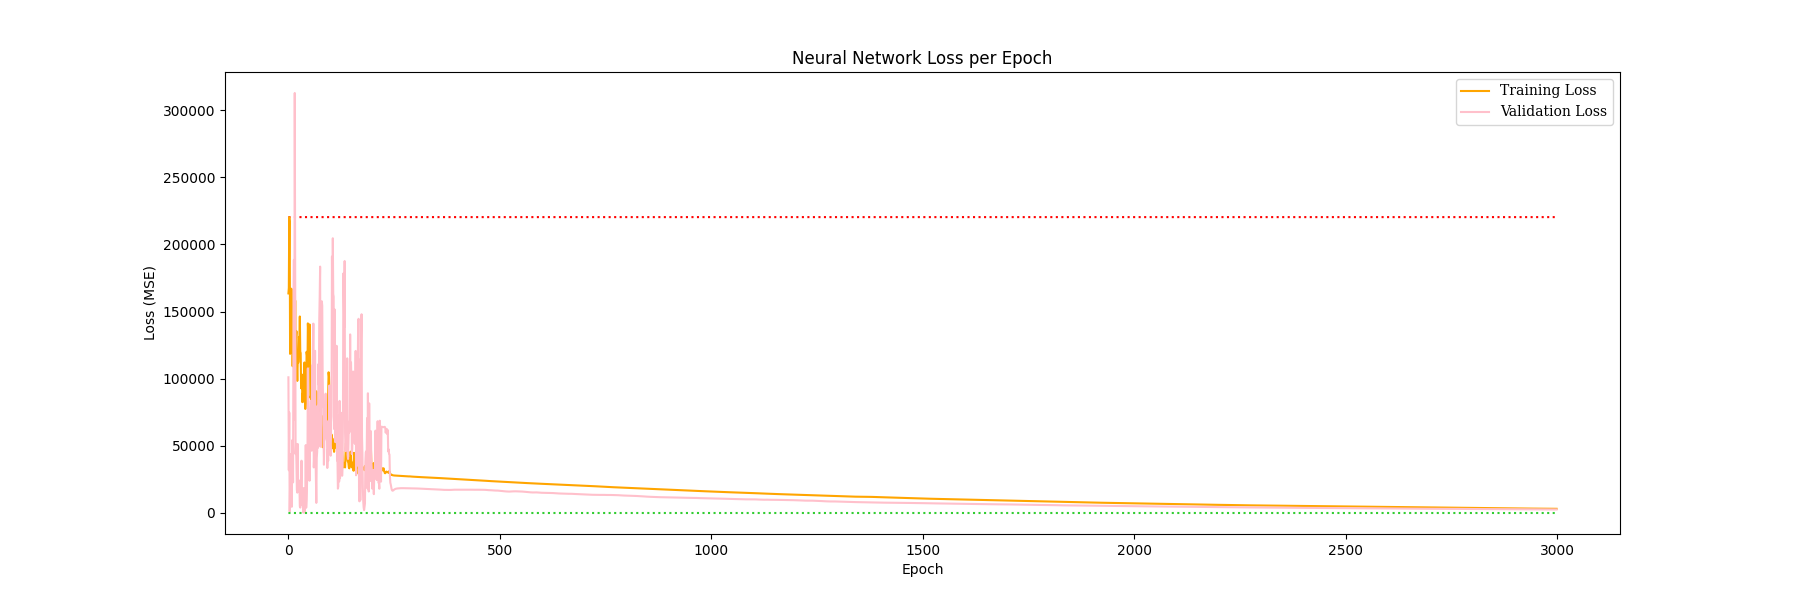 Neural Network Loss per Epoch
Training Loss
Validation Loss
300000
250000
200000
150000
100000
50000
0
Loss (MSE)
0 500 1000 1500 2000 2500 3000
Epoch